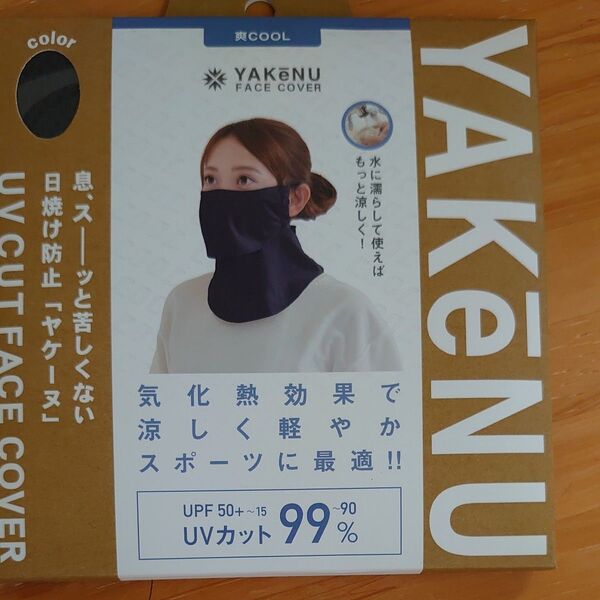 color
爽COOL
YAKēNU
FACE COVER
水に濡らして使えば
もっと涼しく!
息、スーッと苦しくない
日焼け防止「ヤケーヌ」
UV CUT FACE COVER
YAKēNU
気化熱効果で
涼しく軽やか
スポーツに最適!!
UPF 50+~15
UVカット 99~90%